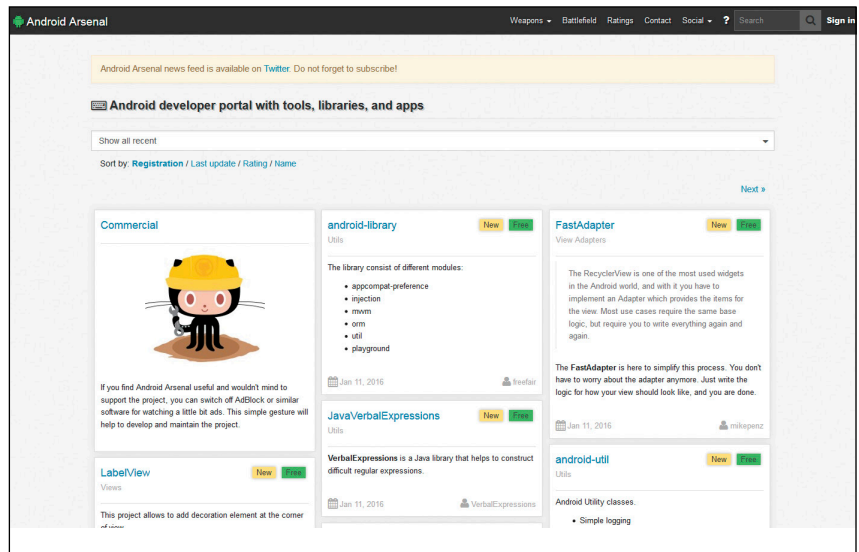 Android Arsenal
Weapons Battlefield Ratings Contact Social ? Search Sign in
Android Arsenal news feed is available on Twitter. Do not forget to subscribe!
Android developer portal with tools, libraries, and apps
Show all recent
Sort by: Registration / Last update / Rating / Name
Next »
Commercial
If you find Android Arsenal useful and wouldn't mind to
support the project, you can switch off AdBlock or similar
software for watching a little bit ads. This simple gesture will
help to develop and maintain the project.
LabelView New Free
Views
This project allows to add decoration element at the corner
of view
android-library New Free
Utils
The library consist of different modules:
• appcompat-preference
• injection
• mvvm
• orm
• util
• playground
Jan 11, 2016 freefair
JavaVerbalExpressions New Free
Utils
VerbalExpressions is a Java library that helps to construct
difficult regular expressions.
Jan 11, 2016 VerbalExpressions
FastAdapter New Free
View Adapters
The RecyclerView is one of the most used widgets
in the Android world, and with it you have to
implement an Adapter which provides the items for
the view. Most use cases require the same base
logic, but require you to write everything again and
again.
The FastAdapter is here to simplify this process. You don't
have to worry about the adapter anymore. Just write the
logic for how your view should look like, and you are done.
Jan 11, 2016 mikepenz
android-util New Free
Utils
Android Utility classes.
• Simple logging